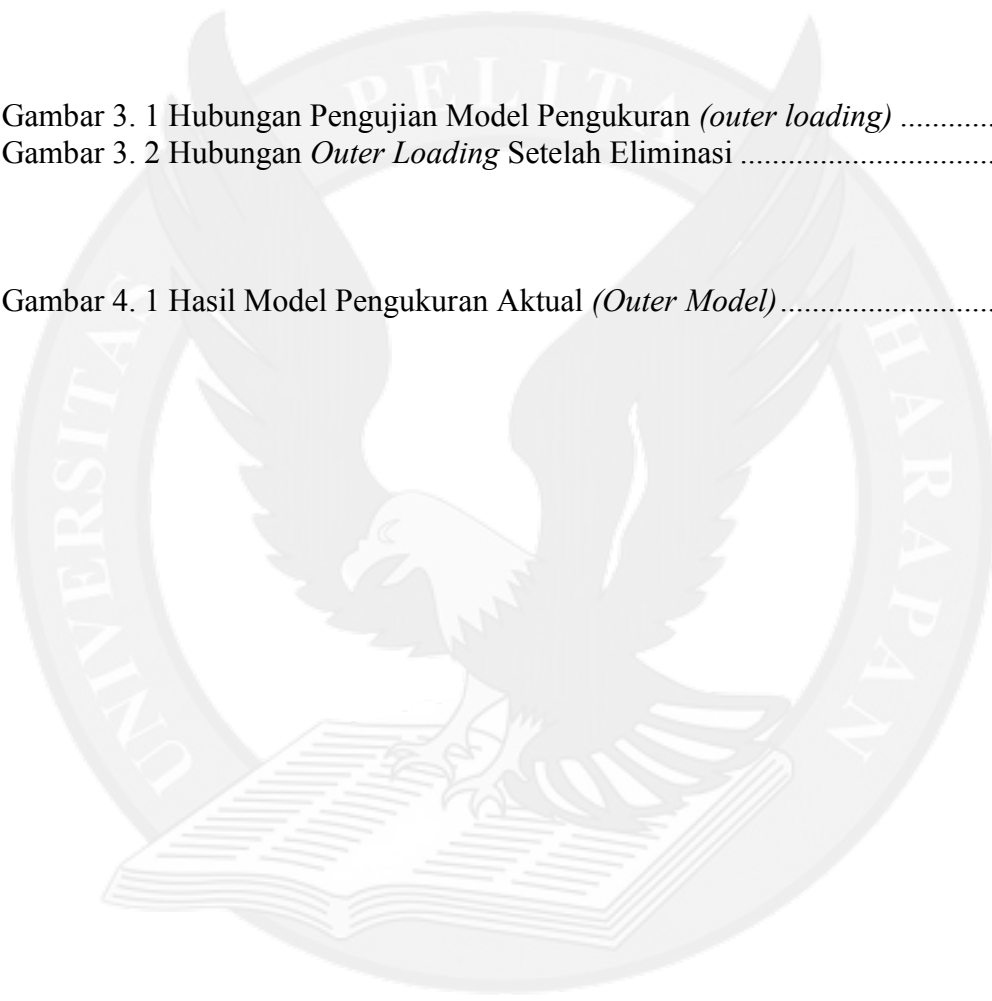 PELITA
Gambar 3. 1 Hubungan Pengujian Model Pengukuran (outer loading) ............
Gambar 3. 2 Hubungan Outer Loading Setelah Eliminasi .................................
Gambar 4. 1 Hasil Model Pengukuran Aktual (Outer Model) ............................
UNIVERSITAS
HARAPAN